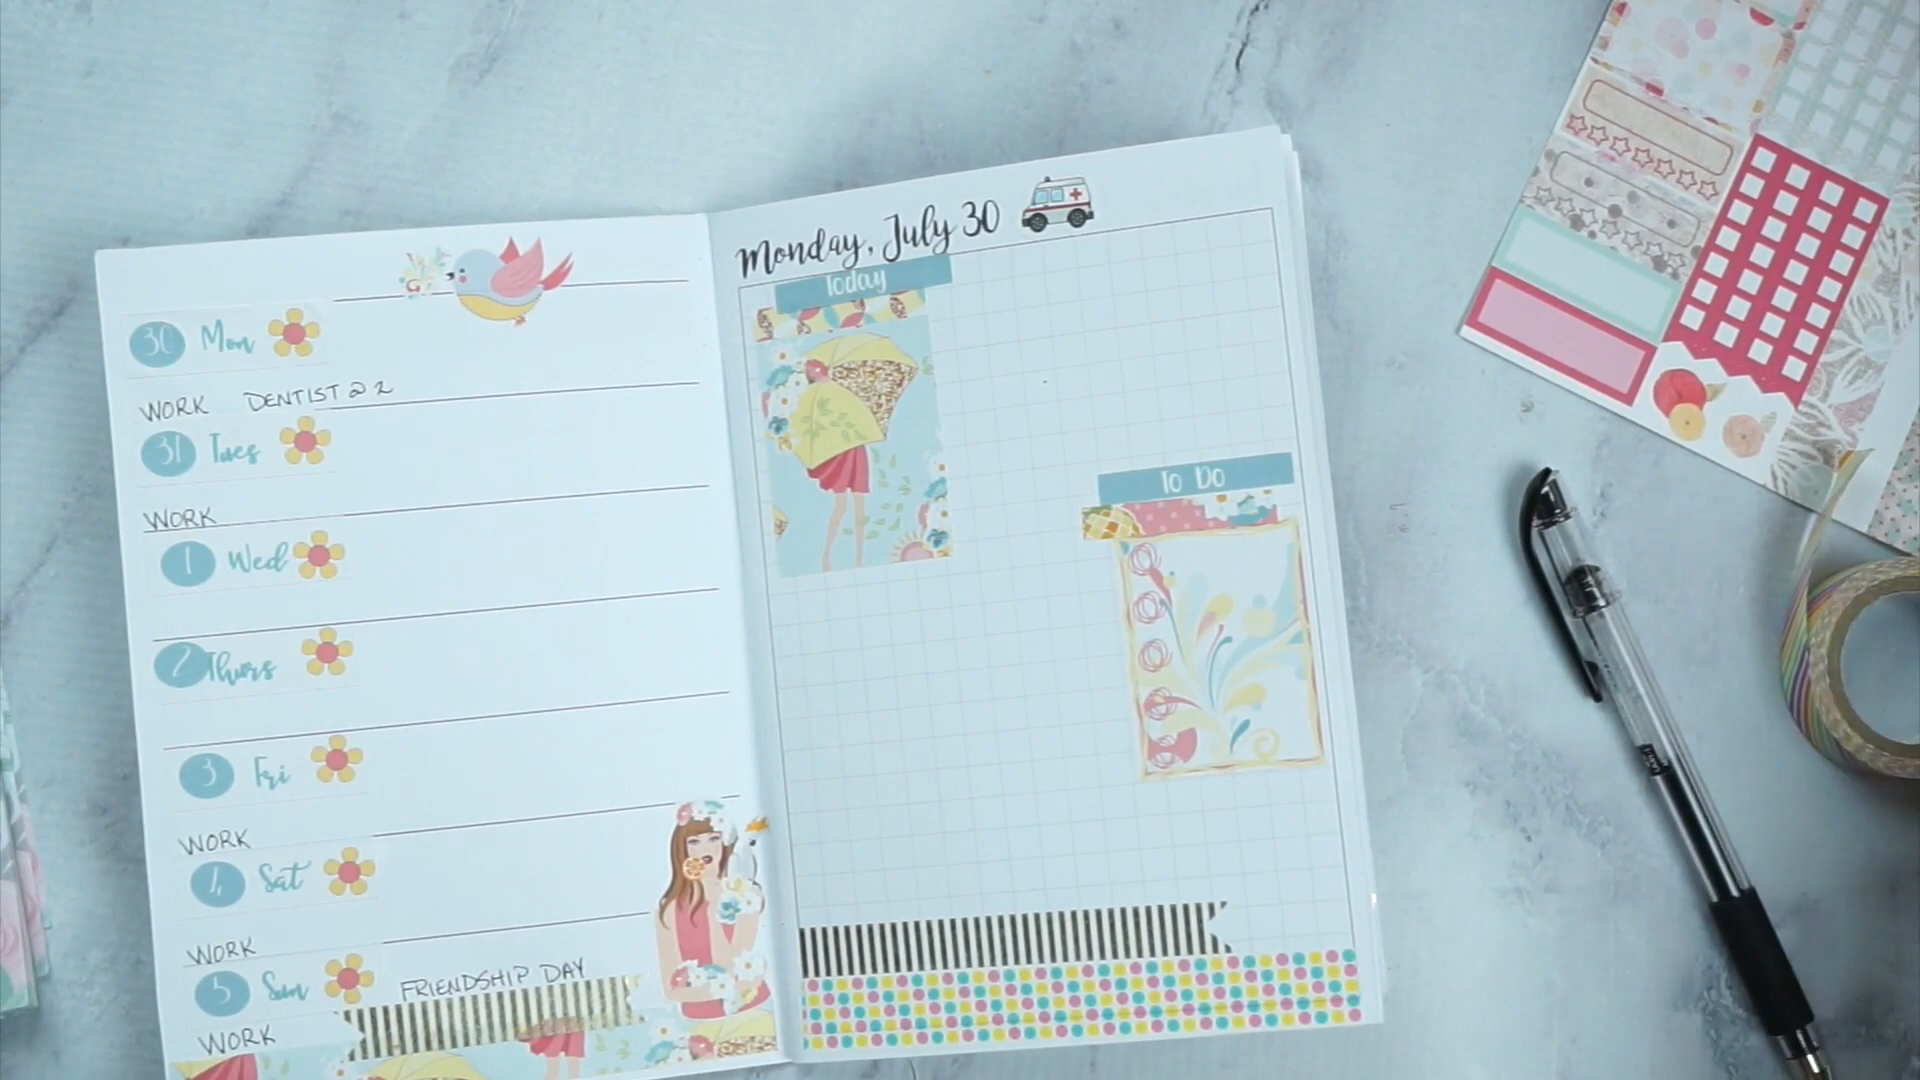 30 Mon
WORK DENTIST @ 2
31 Tues
WORK
1 Wed
2 Thurs
3 Fri
WORK
4 Sat
WORK
5 Sun FRIENDSHIP DAY
WORK
Monday, July 30
Today
To Do